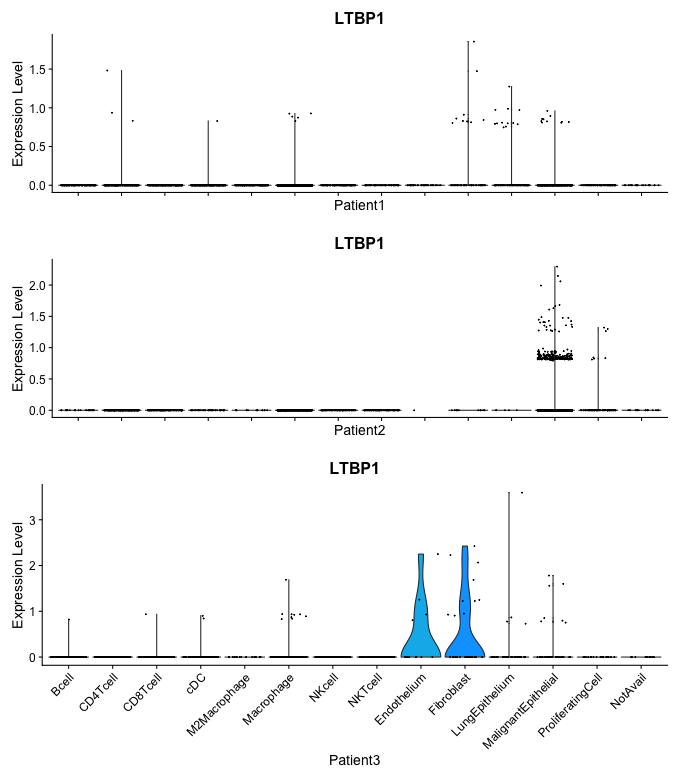 LTBP1
Expression Level
1.5
1.0
0.5
0.0
Patient1
LTBP1
Expression Level
2.0
1.5
1.0
0.5
0.0
Patient2
LTBP1
Expression Level
3
2
1
0
Bcell
CD4Tcell
CD8Tcell
cDC
M2Macrophage
Macrophage
NKcell
NKTcell
Endothelium
Fibroblast
LungEpithelium
MalignantEpithelial
ProliferatingCell
NotAvail
Patient3